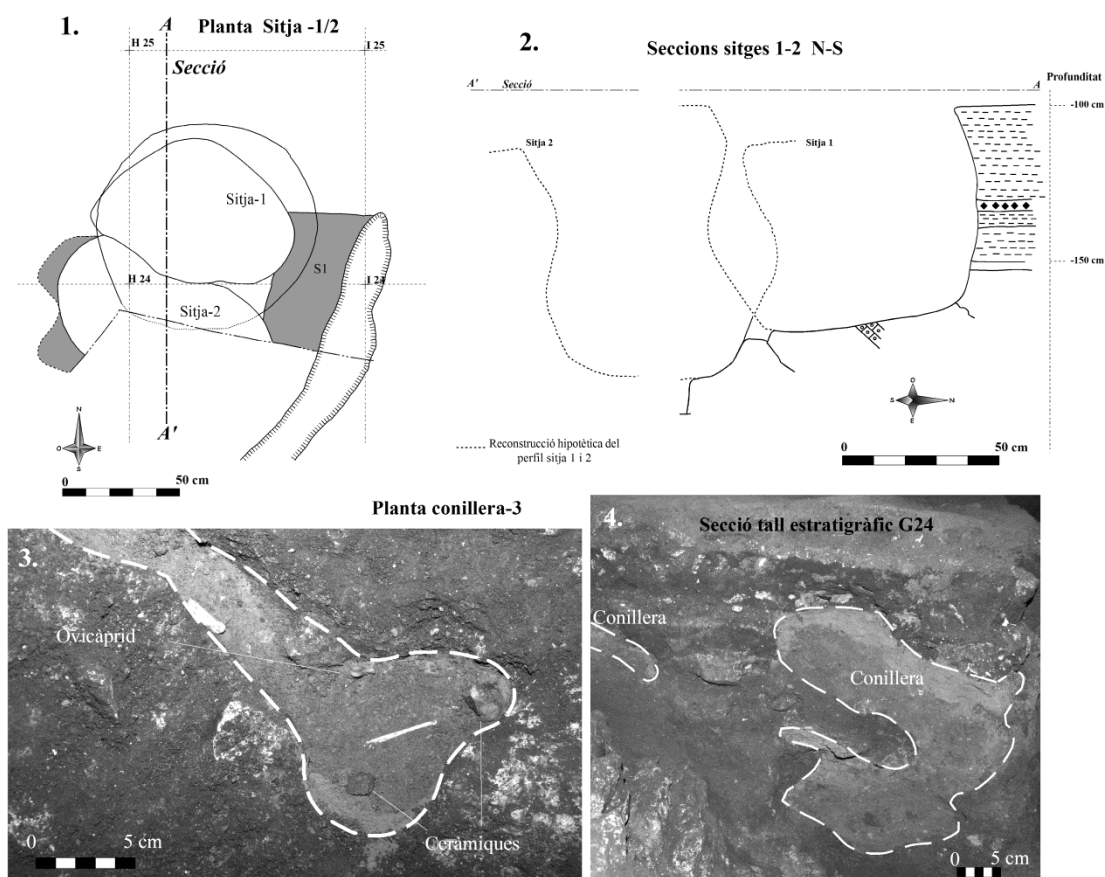 1.
Planta Sitja -1/2
A
H 25
I 25
Secció
Sitja-1
S1
H 24
I 24
Sitja-2
A'
N
O E
S
0 50 cm
2.
Seccions sitges 1-2 N-S
A' Secció A
Profunditat
-100 cm
Sitja 2
Sitja 1
-150 cm
O
S N
E
Reconstrucció hipotètica del
perfil sitja 1 i 2
0 50 cm
Planta conillera-3
3.
Ovicàprid
Ceràmiques
0 5 cm
4.
Secció tall estratigràfic G24
Conillera
Conillera
0 5 cm